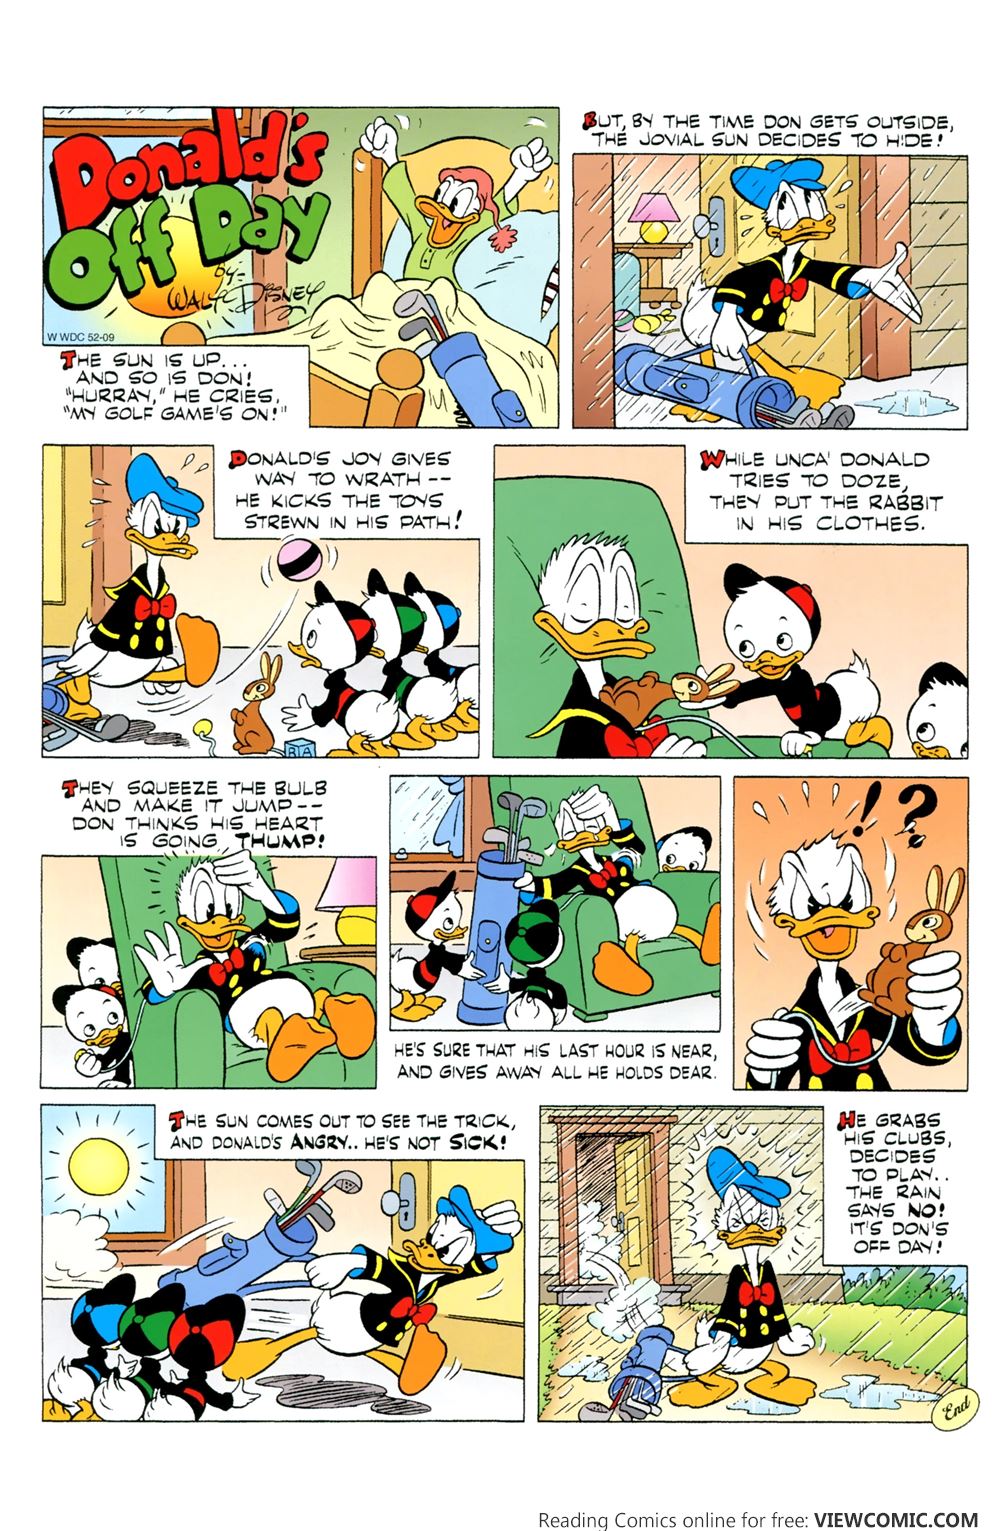 Donald's
Off Day
by
Walt Disney
W WDC 52-09
THE SUN IS UP...
AND SO IS DON!
"HURRAY," HE CRIES,
"MY GOLF GAME'S ON!"
BUT, BY THE TIME DON GETS OUTSIDE,
THE JOVIAL SUN DECIDES TO HIDE!
DONALD'S JOY GIVES
WAY TO WRATH --
HE KICKS THE TOYS
STREWN IN HIS PATH!
B A
WHILE UNCA' DONALD
TRIES TO DOZE,
THEY PUT THE RABBIT
IN HIS CLOTHES.
THEY SQUEEZE THE BULB
AND MAKE IT JUMP --
DON THINKS HIS HEART
IS GOING THUMP!
HE'S SURE THAT HIS LAST HOUR IS NEAR,
AND GIVES AWAY ALL HE HOLDS DEAR.
! ?
THE SUN COMES OUT TO SEE THE TRICK,
AND DONALD'S ANGRY.. HE'S NOT SICK!
HE GRABS
HIS CLUBS,
DECIDES
TO PLAY..
THE RAIN
SAYS NO!
IT'S DON'S
OFF DAY!
End
Reading Comics online for free: VIEWCOMIC.COM